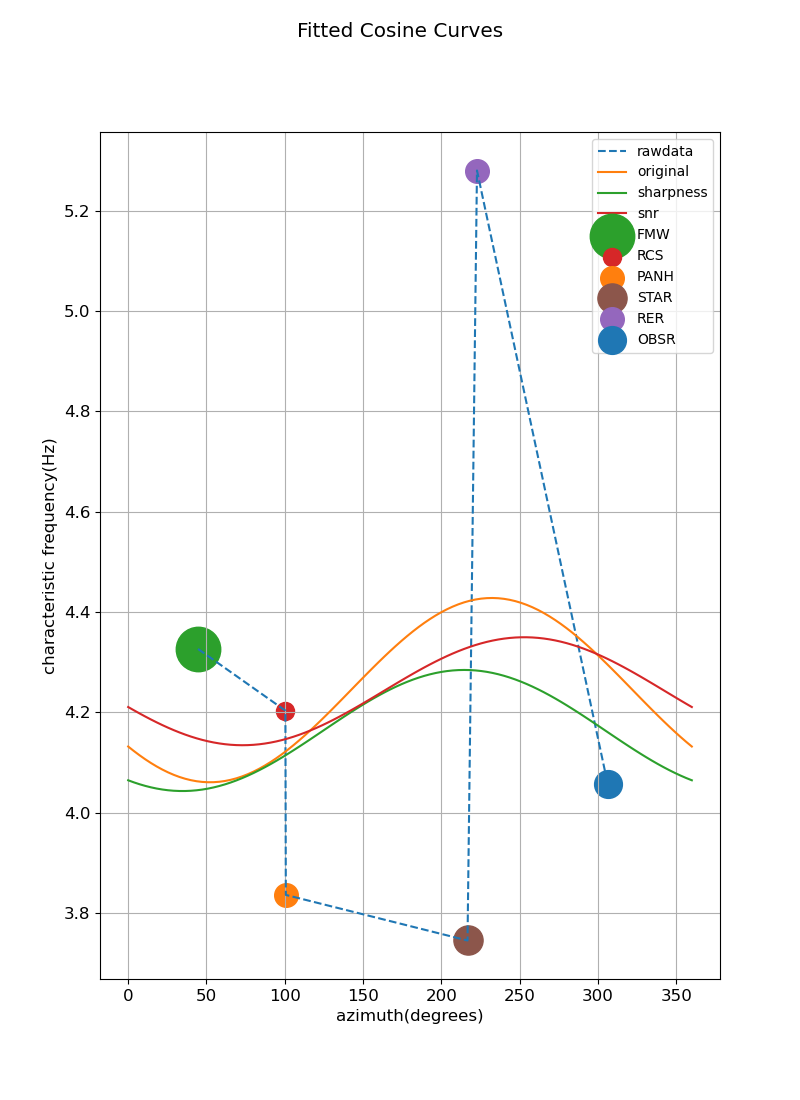 Fitted Cosine Curves
rawdata
original
sharpness
snr
FMW
RCS
PANH
STAR
RER
OBSR
characteristic frequency(Hz)
5.2
5.0
4.8
4.6
4.4
4.2
4.0
3.8
0 50 100 150 200 250 300 350
azimuth(degrees)